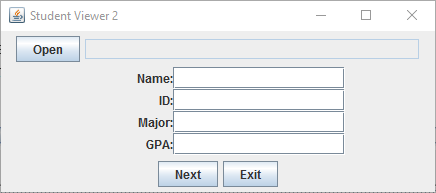 Student Viewer 2
Open
Name:
ID:
Major:
GPA:
Next Exit